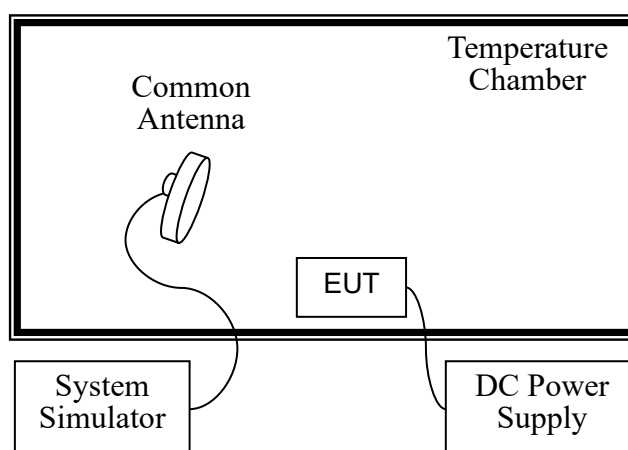 Temperature
Chamber
Common
Antenna
EUT
System
Simulator
DC Power
Supply